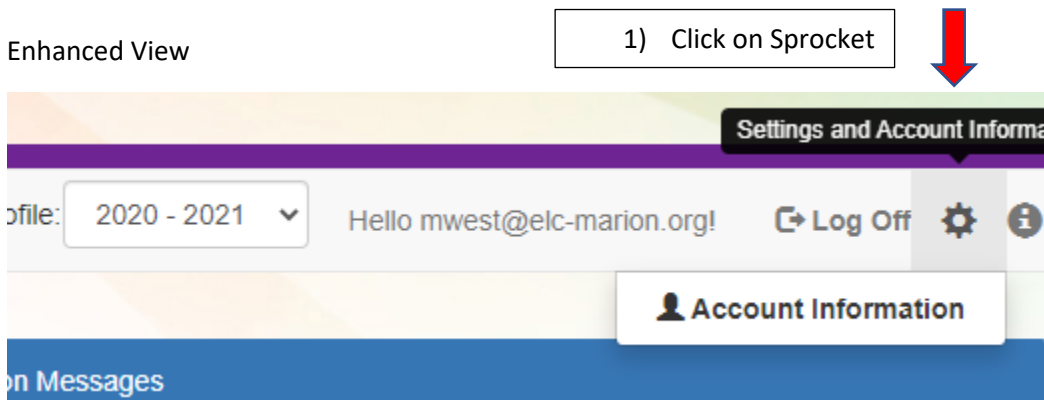 1) Click on Sprocket
Enhanced View
Settings and Account Informa
ofile: 2020 - 2021 Hello mwest@elc-marion.org! Log Off
Account Information
on Messages